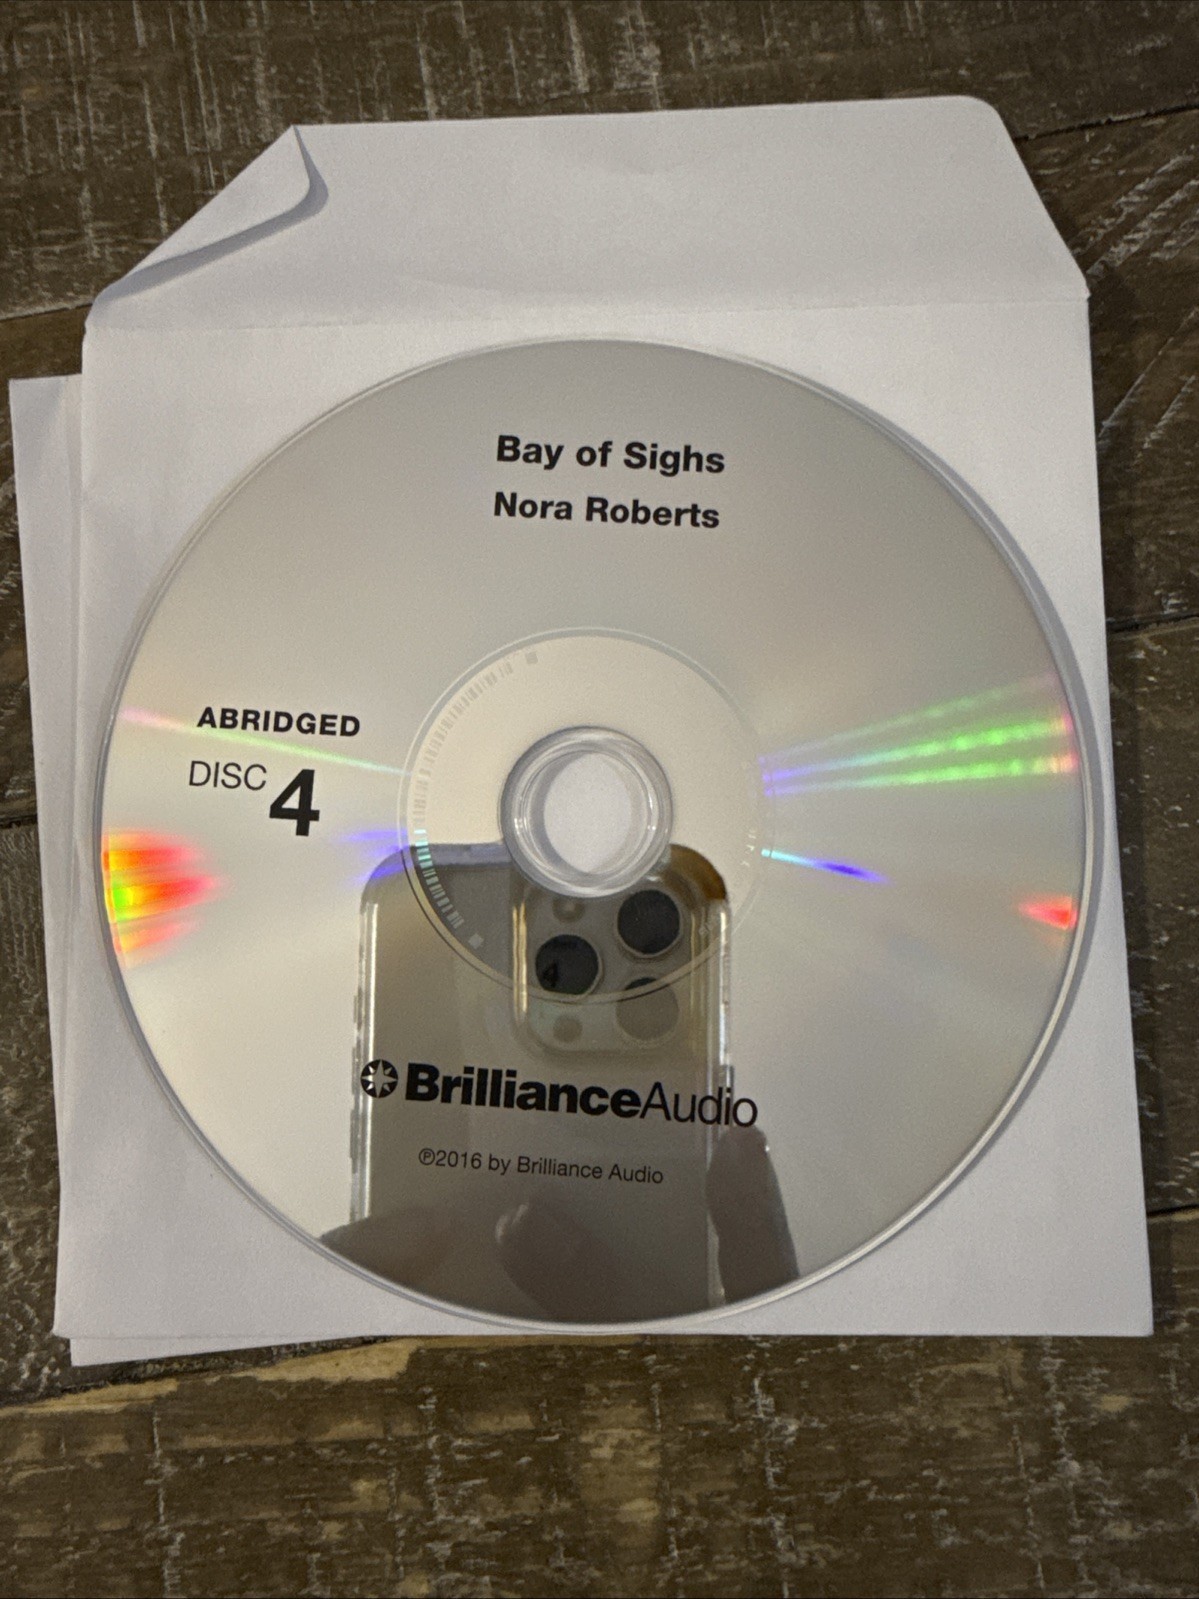 Bay of Sighs
Nora Roberts
ABRIDGED
DISC 4
BrillianceAudio
℗2016 by Brilliance Audio